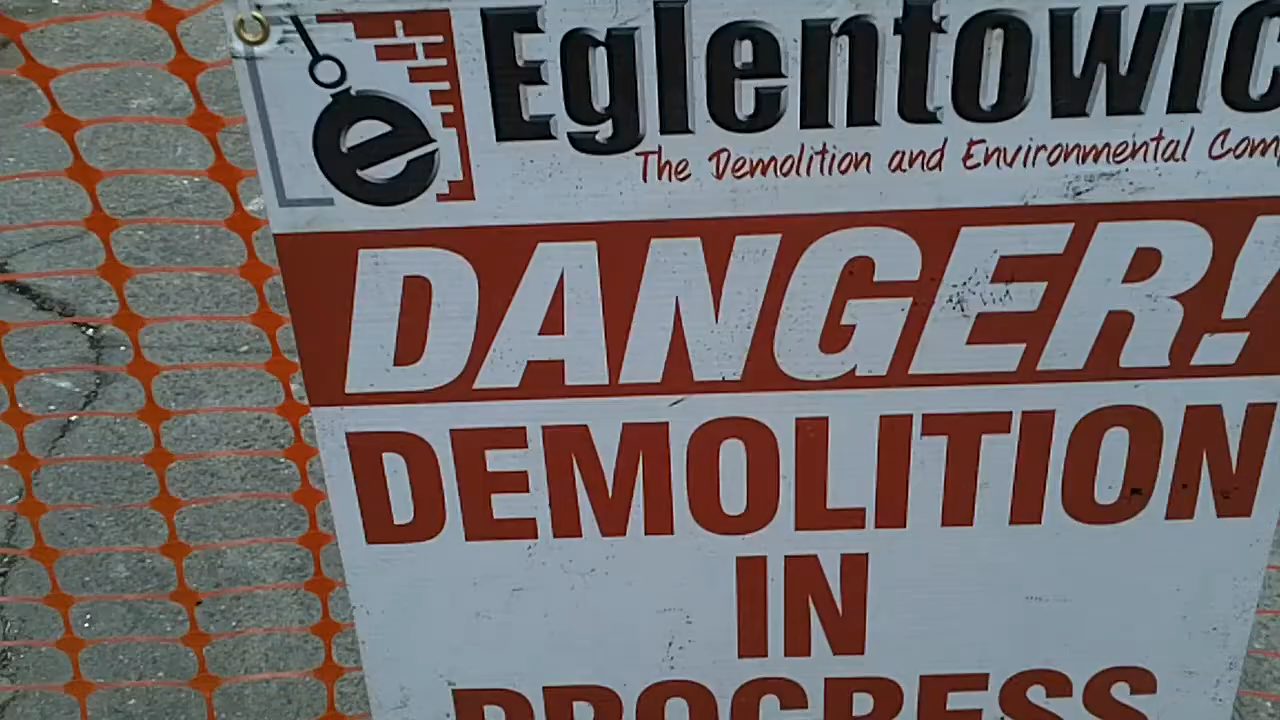 Eglentowic
The Demolition and Environmental Com
DANGER!
DEMOLITION
IN
PROGRESS